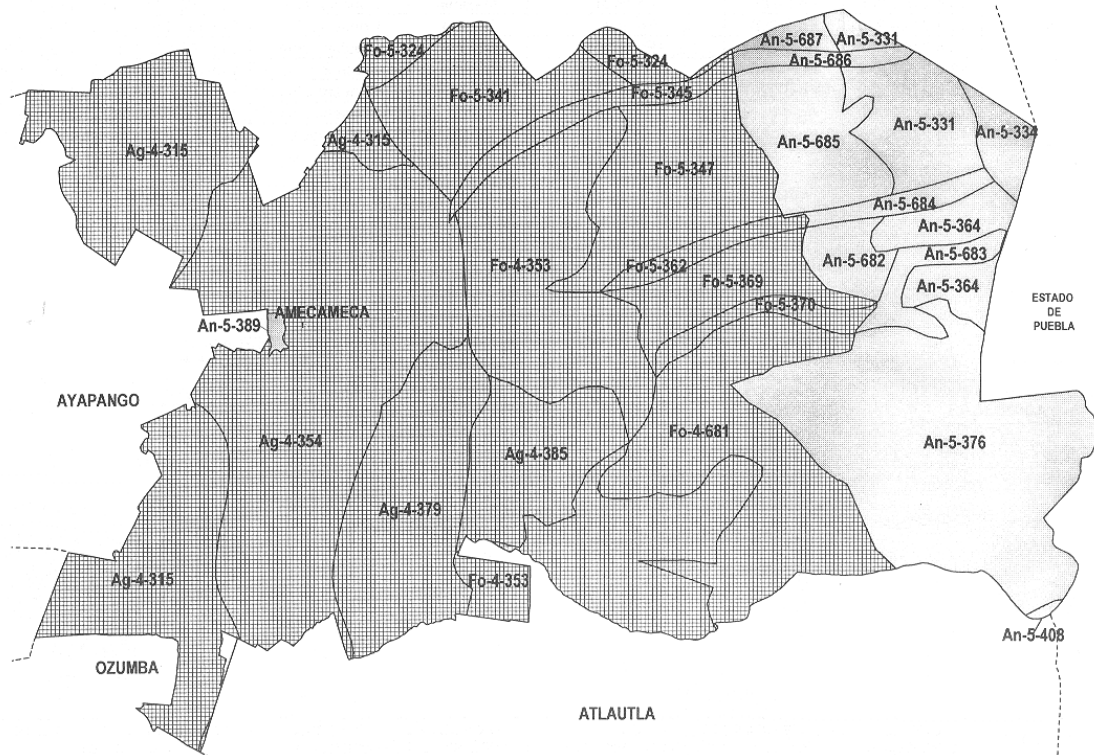 An-5-687
An-5-331
Fo-5-324
Fo-5-324
An-5-686
Fo-5-341
Fo-5-345
An-5-331
Ag-4-315
An-5-334
An-5-685
Ag-4-315
Fo-5-347
An-5-684
An-5-364
Fo-4-353
An-5-682
An-5-683
Fo-5-362
Fo-5-369
An-5-364
Fo-5-370
AMECAMECA
An-5-389
ESTADO
DE
PUEBLA
AYAPANGO
Ag-4-354
Ag-4-385
Fo-4-681
An-5-376
Ag-4-379
Ag-4-315
Fo-4-353
An-5-408
OZUMBA
ATLAUTLA